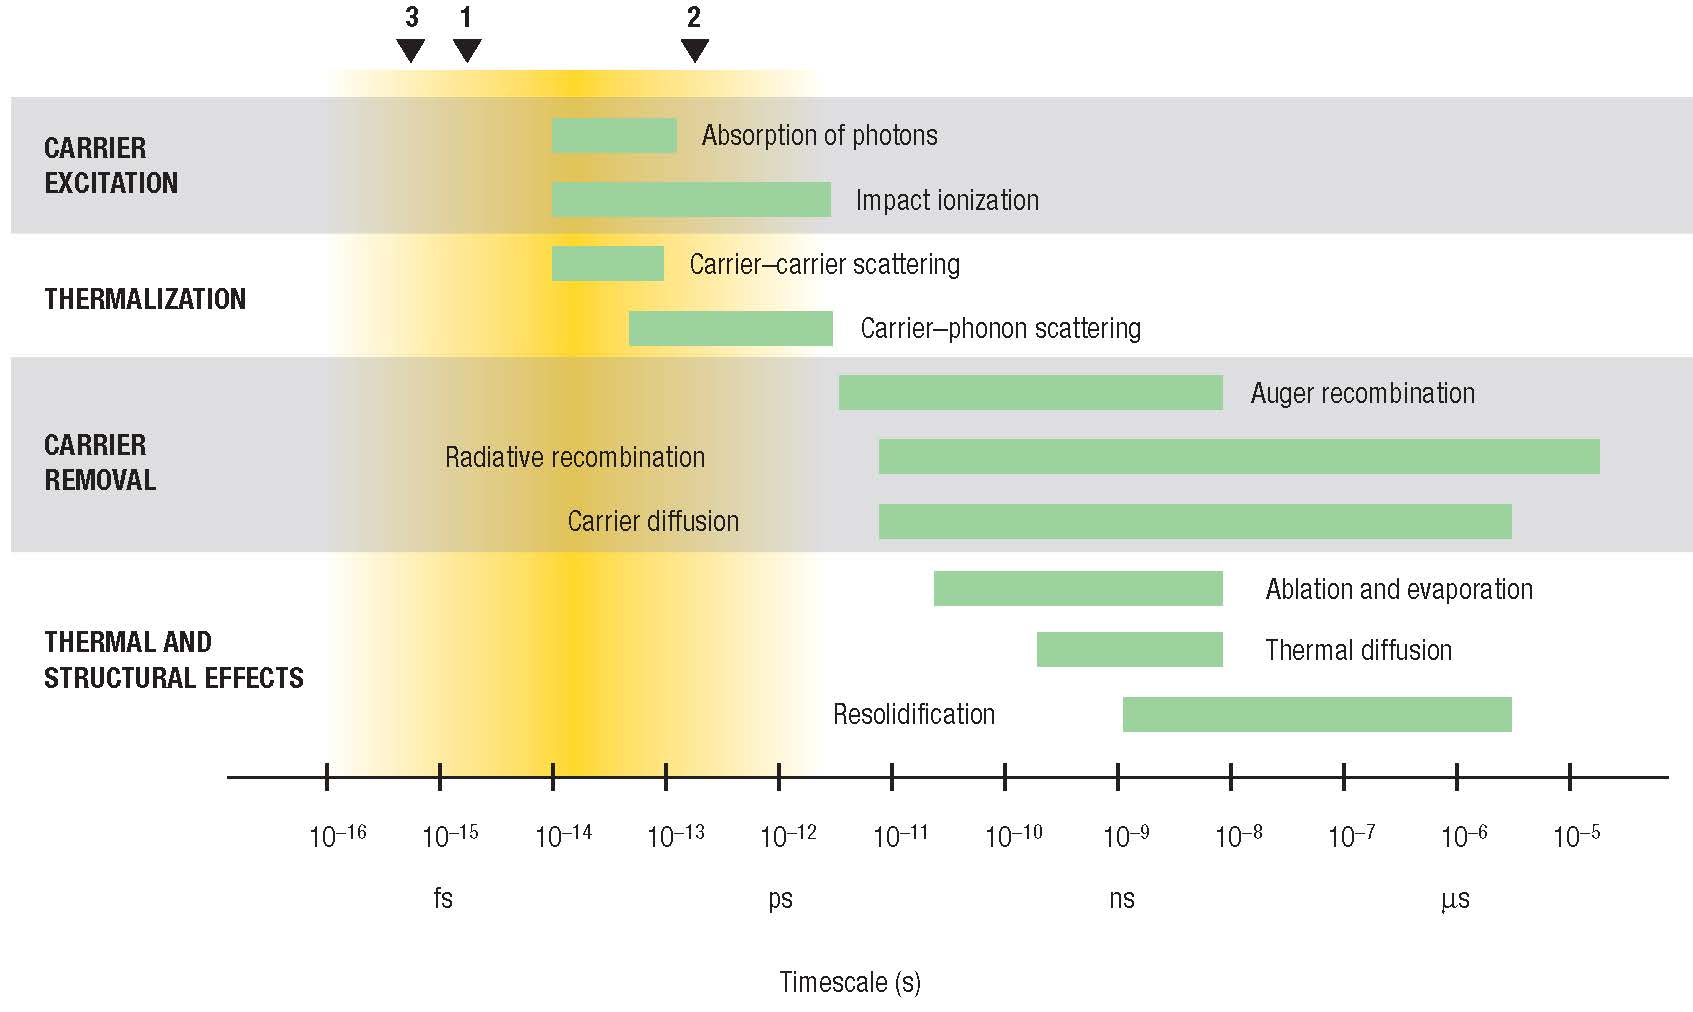 3 1 2
CARRIER
EXCITATION
Absorption of photons
Impact ionization
THERMALIZATION
Carrier–carrier scattering
Carrier–phonon scattering
CARRIER
REMOVAL
Auger recombination
Radiative recombination
Carrier diffusion
THERMAL AND
STRUCTURAL EFFECTS
Ablation and evaporation
Thermal diffusion
Resolidification
10⁻¹⁶ 10⁻¹⁵ 10⁻¹⁴ 10⁻¹³ 10⁻¹² 10⁻¹¹ 10⁻¹⁰ 10⁻⁹ 10⁻⁸ 10⁻⁷ 10⁻⁶ 10⁻⁵
fs ps ns μs
Timescale (s)